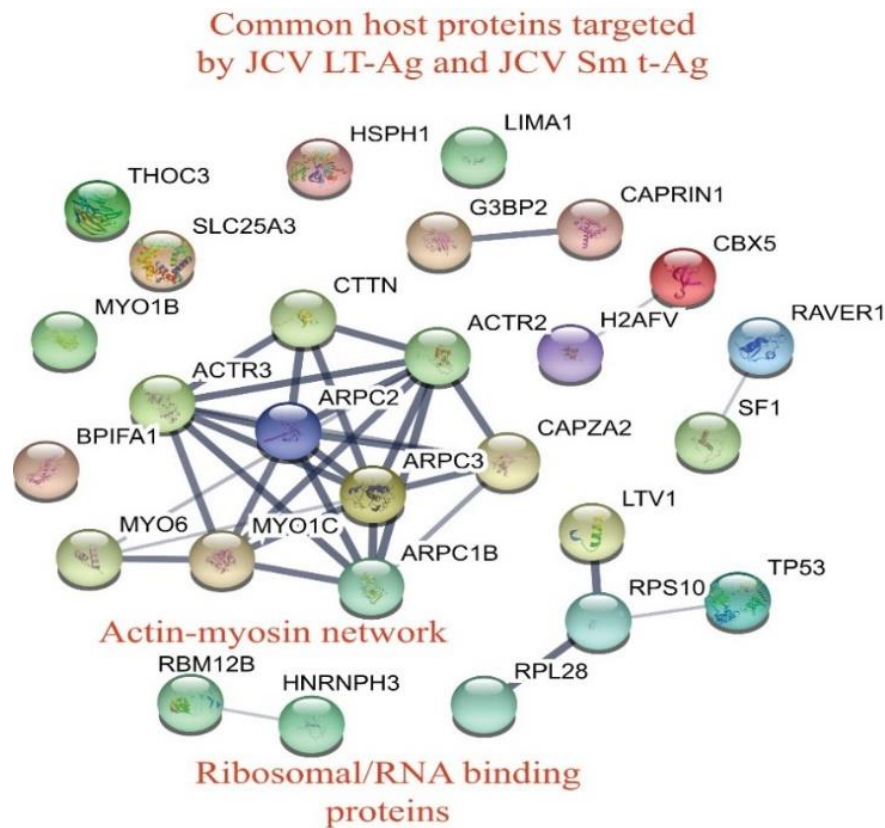 Common host proteins targeted
by JCV LT-Ag and JCV Sm t-Ag
HSPH1
LIMA1
THOC3
G3BP2
CAPRIN1
SLC25A3
CBX5
CTTN
MYO1B
ACTR2
H2AFV
RAVER1
ACTR3
ARPC2
SF1
BPIFA1
CAPZA2
ARPC3
LTV1
MYO6
MYO1C
ARPC1B
RPS10
TP53
Actin-myosin network
RBM12B
HNRNPH3
RPL28
Ribosomal/RNA binding
proteins